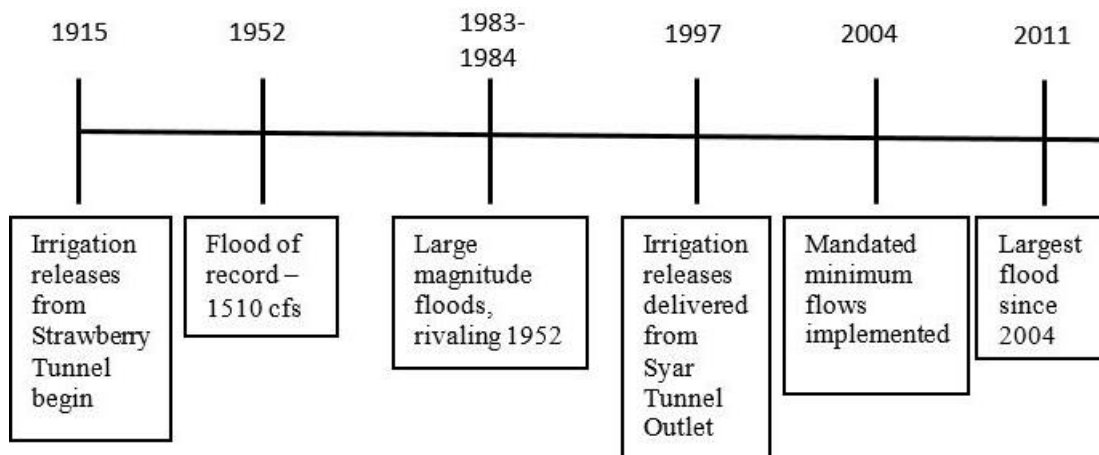 1915
1952
1983-
1984
1997
2004
2011
Irrigation
releases
from
Strawberry
Tunnel
begin
Flood of
record –
1510 cfs
Large
magnitude
floods,
rivaling 1952
Irrigation
releases
delivered
from
Syar
Tunnel
Outlet
Mandated
minimum
flows
implemented
Largest
flood
since
2004